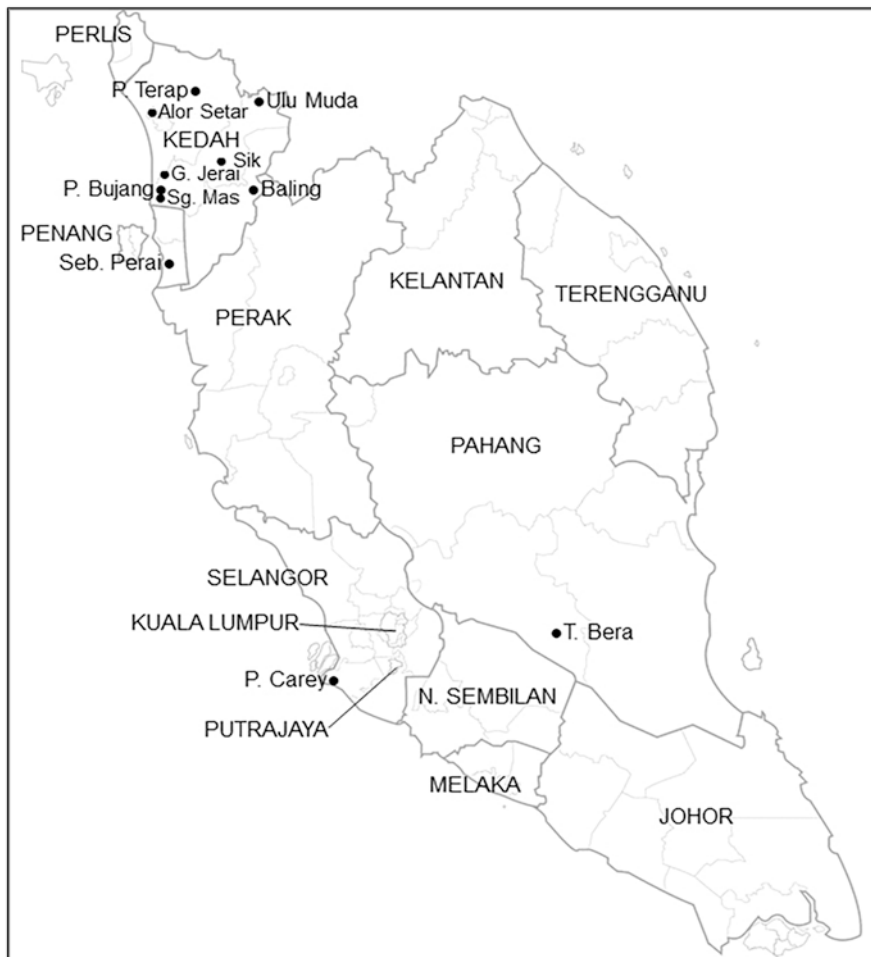 PERLIS
P. Terap
Ulu Muda
Alor Setar
KEDAH
Sik
G. Jerai
P. Bujang
Baling
Sg. Mas
PENANG
Seb. Perai
KELANTAN
TERENGGANU
PERAK
PAHANG
SELANGOR
KUALA LUMPUR
T. Bera
P. Carey
N. SEMBILAN
PUTRAJAYA
MELAKA
JOHOR